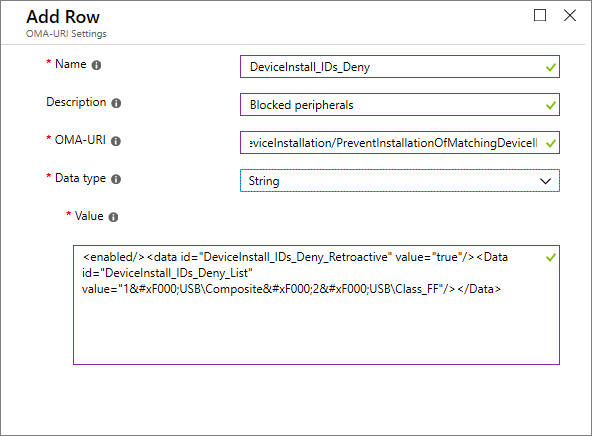 Add Row
OMA-URI Settings
* Name
DeviceInstall_IDs_Deny
Description
Blocked peripherals
* OMA-URI
eviceInstallation/PreventInstallationOfMatchingDeviceI
* Data type
String
* Value
<enabled/><data id="DeviceInstall_IDs_Deny_Retroactive" value="true"/><Data
id="DeviceInstall_IDs_Deny_List"
value="1&#xF000;USB\Composite&#xF000;2&#xF000;USB\Class_FF"/></Data>